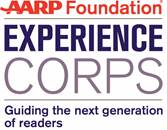 AARP Foundation®
EXPERIENCE
CORPS
Guiding the next generation
of readers